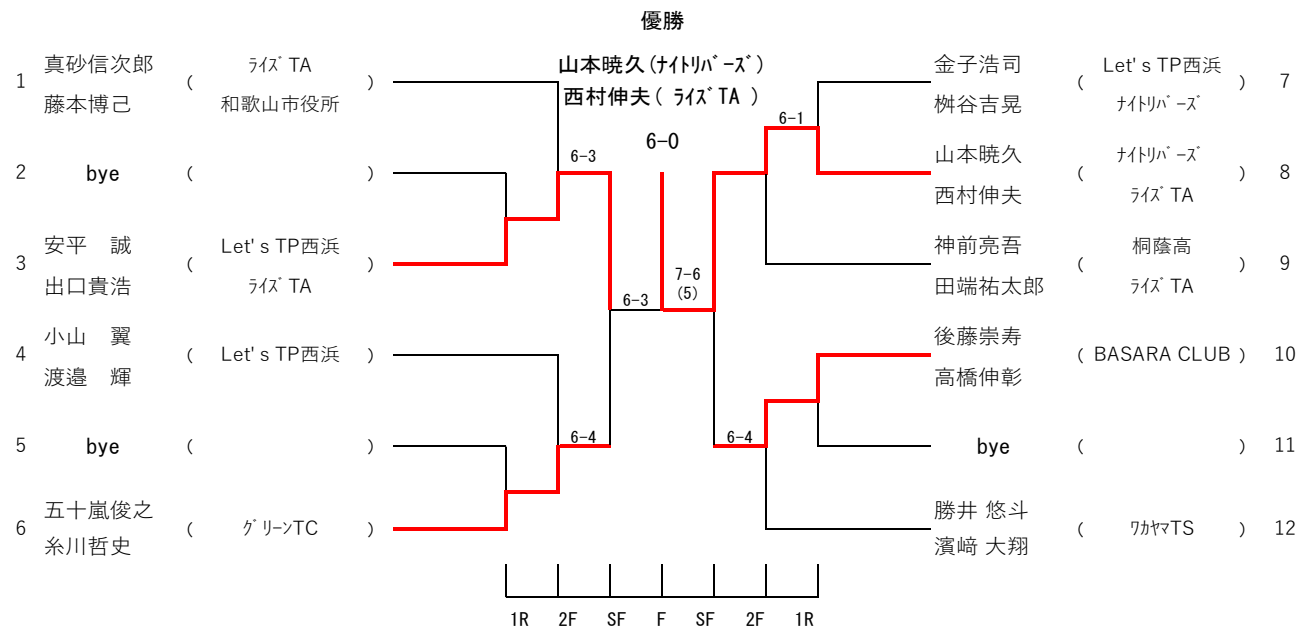 優勝
山本暁久(ﾅｲﾄﾘﾊﾞｰｽﾞ)
西村伸夫( ﾗｲｽﾞTA )
6-0
1 真砂信次郎 ( ﾗｲｽﾞTA )
藤本博己 和歌山市役所
2 bye ( )
3 安平　誠 ( Let's TP西浜 )
出口貴浩 ﾗｲｽﾞTA
4 小山　翼 ( Let's TP西浜 )
渡邉　輝
5 bye ( )
6 五十嵐俊之 ( ｸﾞﾘｰﾝTC )
糸川哲史
6-3
6-4
6-3
7-6
(5)
6-1
6-4
金子浩司 ( Let's TP西浜 ) 7
桝谷吉晃 ﾅｲﾄﾘﾊﾞｰｽﾞ
山本暁久 ( ﾅｲﾄﾘﾊﾞｰｽﾞ ) 8
西村伸夫 ﾗｲｽﾞTA
神前亮吾 ( 桐蔭高 ) 9
田端祐太郎 ﾗｲｽﾞTA
後藤崇寿 ( BASARA CLUB ) 10
高橋伸彰
bye ( ) 11
勝井 悠斗 ( ﾜｶﾔﾏTS ) 12
濱﨑 大翔
1R 2F SF F SF 2F 1R